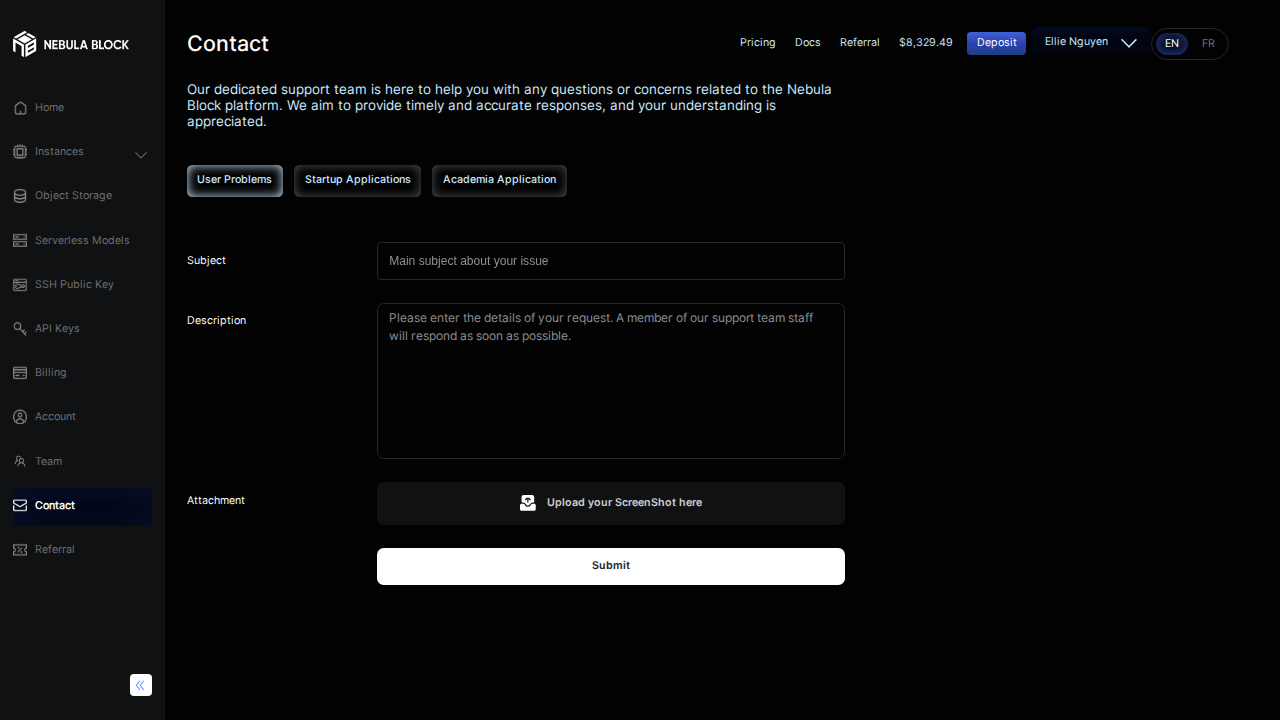 NEBULA BLOCK
Home
Instances
Object Storage
Serverless Models
SSH Public Key
API Keys
Billing
Account
Team
Contact
Referral
Contact
Pricing
Docs
Referral
$8,329.49
Deposit
Ellie Nguyen
EN
FR
Our dedicated support team is here to help you with any questions or concerns related to the Nebula
Block platform. We aim to provide timely and accurate responses, and your understanding is
appreciated.
User Problems
Startup Applications
Academia Application
Subject
Main subject about your issue
Description
Please enter the details of your request. A member of our support team staff
will respond as soon as possible.
Attachment
Upload your ScreenShot here
Submit